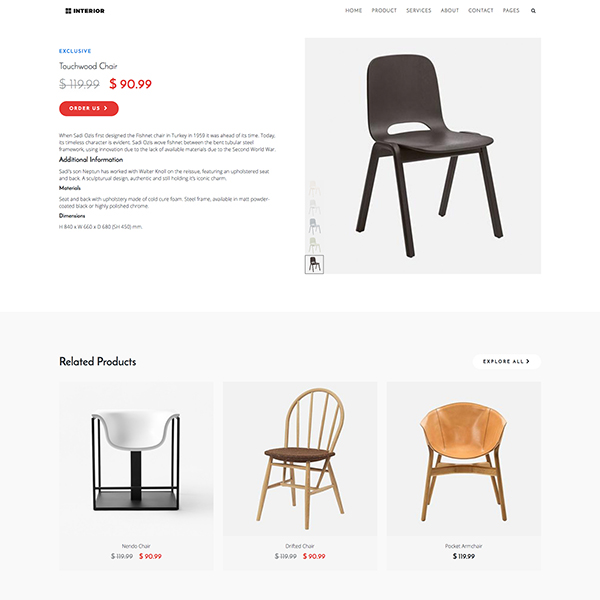 INTERIOR
HOME PRODUCT SERVICES ABOUT CONTACT PAGES
EXCLUSIVE
Touchwood Chair
$ 119.99 $ 90.99
ORDER US
When Sadi Ozis first designed the Fishnet chair in Turkey in 1959 it was ahead of its time. Today,
its timeless character is evident. Sadi Ozis wove fishnet between the bent tubular steel
framework, using innovation due to the lack of available materials due to the Second World War.
Additional Information
Sadi's son Neptun has worked with Walter Knoll on the reissue, featuring an upholstered seat
and back. A sculptural design, authentic and still holding it's iconic charm.
Materials
Seat and back with upholstery made of cold cure foam. Steel frame, available in matt powder-
coated black or highly polished chrome.
Dimensions
H 840 x W 660 x D 680 (SH 430) mm.
Related Products
EXPLORE ALL
Nendo Chair
$ 119.99 $ 90.99
Drifted Chair
$ 119.99 $ 90.99
Pocket Armchair
$ 119.99